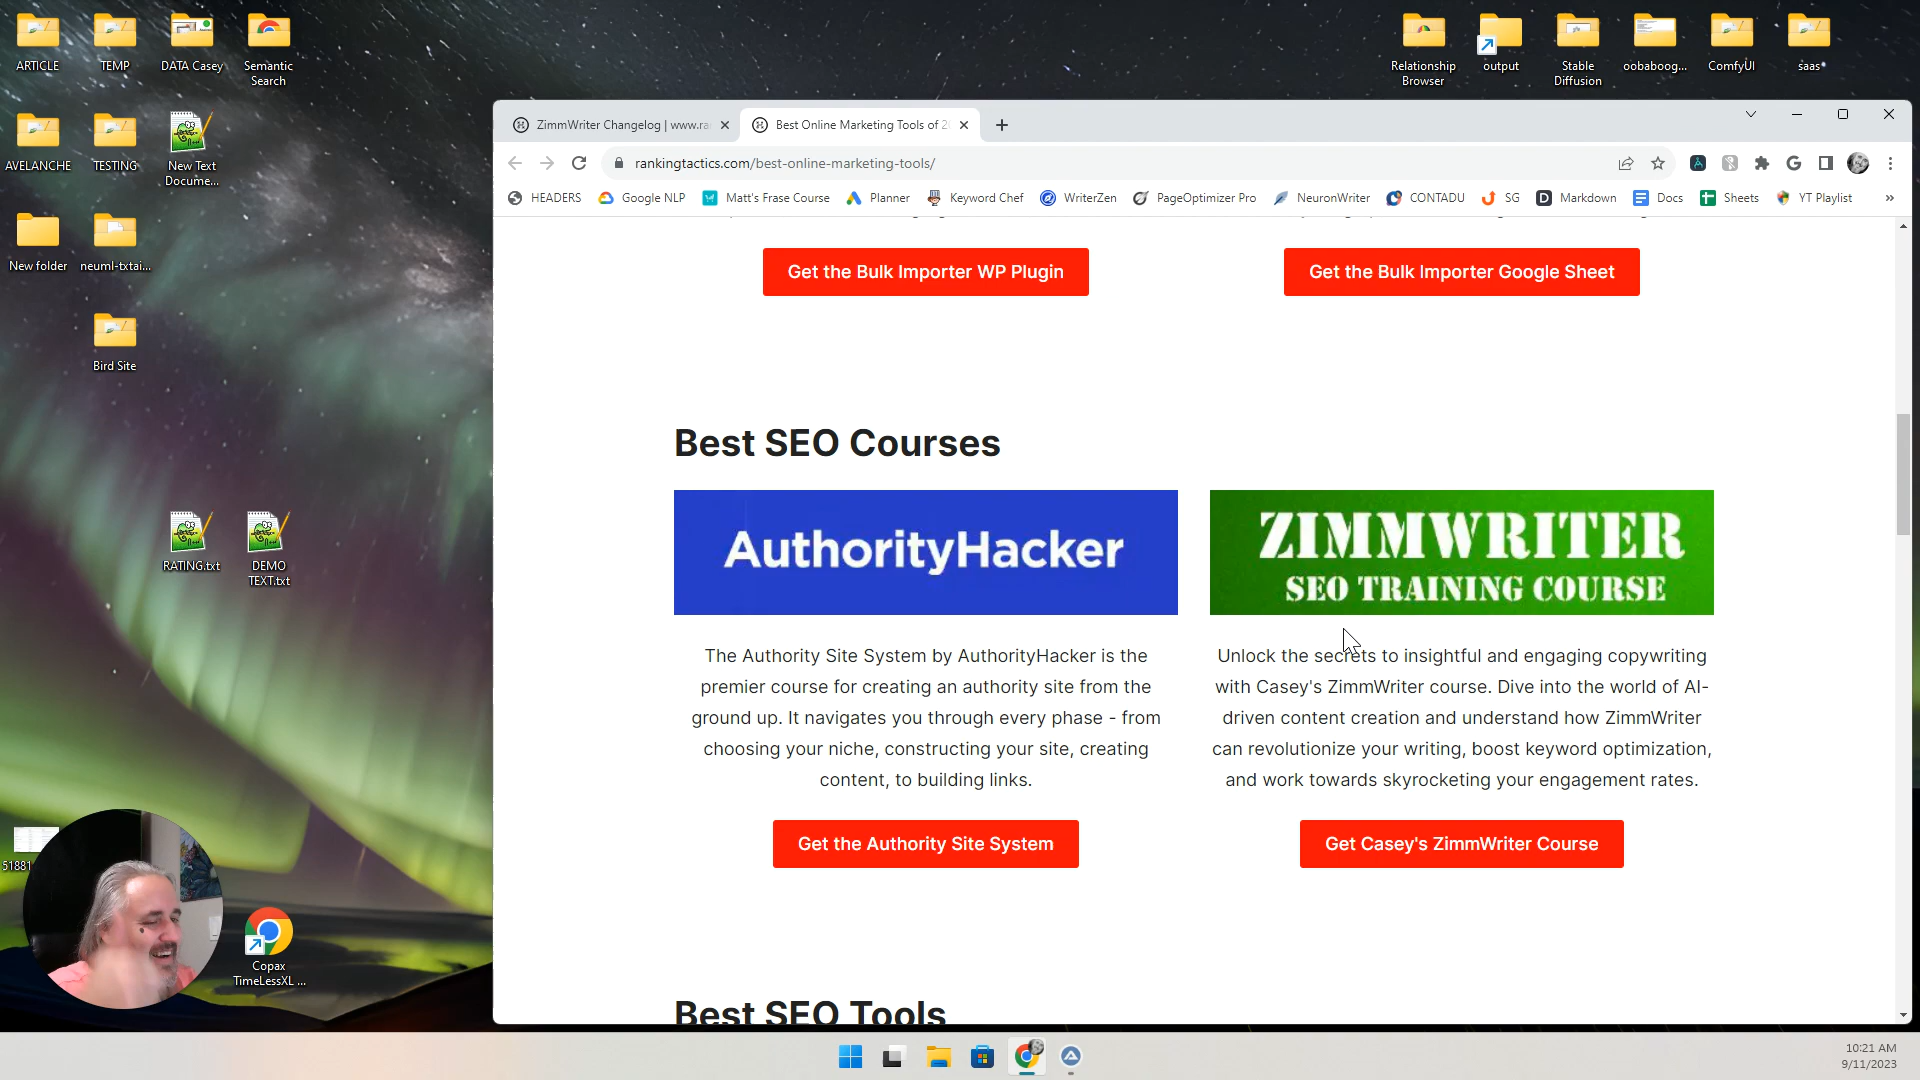 ARTICLE
TEMP
DATA Casey
Semantic
Search
Relationship
Browser
output
Stable
Diffusion
oobaboog...
ComfyUI
saas
AVELANCHE
TESTING
New Text
Docume...
New folder
neuml-txtai...
Bird Site
RATING.txt
DEMO
TEXT.txt
51881
Copax
TimeLessXL ...
ZimmWriter Changelog | www.ra
Best Online Marketing Tools of 20
rankingtactics.com/best-online-marketing-tools/
HEADERS
Google NLP
Matt's Frase Course
Planner
Keyword Chef
WriterZen
PageOptimizer Pro
NeuronWriter
CONTADU
SG
Markdown
Docs
Sheets
YT Playlist
Get the Bulk Importer WP Plugin
Get the Bulk Importer Google Sheet
Best SEO Courses
AuthorityHacker
The Authority Site System by AuthorityHacker is the
premier course for creating an authority site from the
ground up. It navigates you through every phase - from
choosing your niche, constructing your site, creating
content, to building links.
Get the Authority Site System
ZIMMWRITER
SEO TRAINING COURSE
Unlock the secrets to insightful and engaging copywriting
with Casey's ZimmWriter course. Dive into the world of AI-
driven content creation and understand how ZimmWriter
can revolutionize your writing, boost keyword optimization,
and work towards skyrocketing your engagement rates.
Get Casey's ZimmWriter Course
Best SEO Tools
10:21 AM
9/11/2023